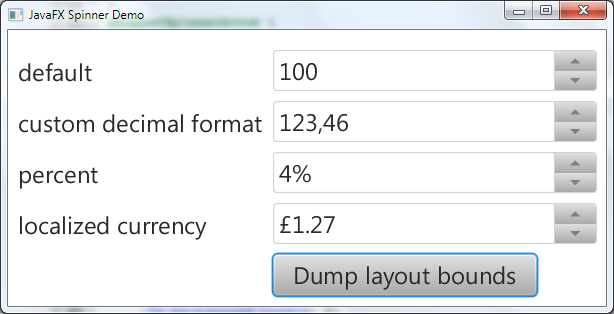 JavaFX Spinner Demo
default 100
custom decimal format 123,46
percent 4%
localized currency £1.27
Dump layout bounds